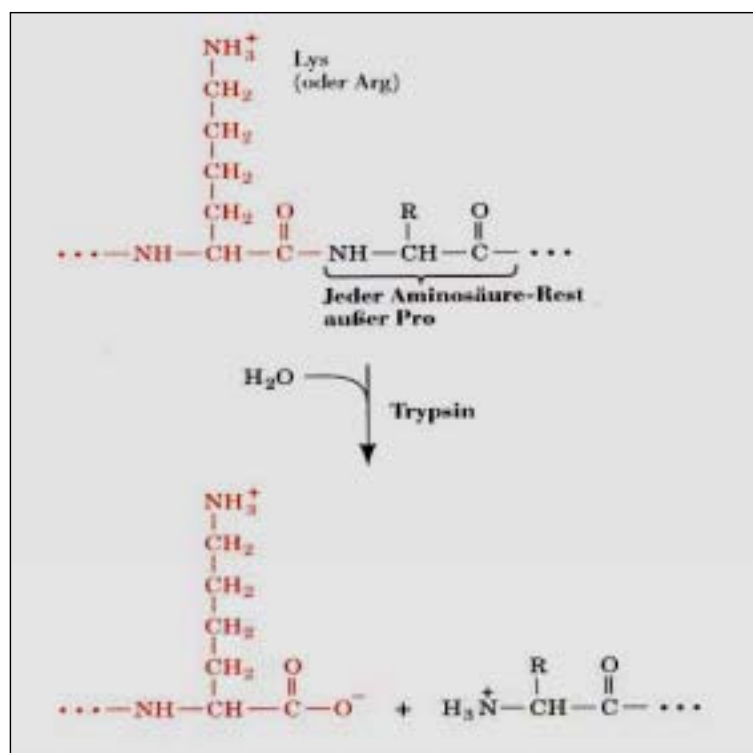 NH3+
Lys
(oder Arg)
CH2
CH2
CH2
CH2 O R O
···—NH—CH—C—NH—CH—C—···
Jeder Aminosäure-Rest
außer Pro
H2O
Trypsin
NH3+
CH2
CH2
CH2
CH2 O R O
···—NH—CH—C—O− + H3N+—CH—C—···